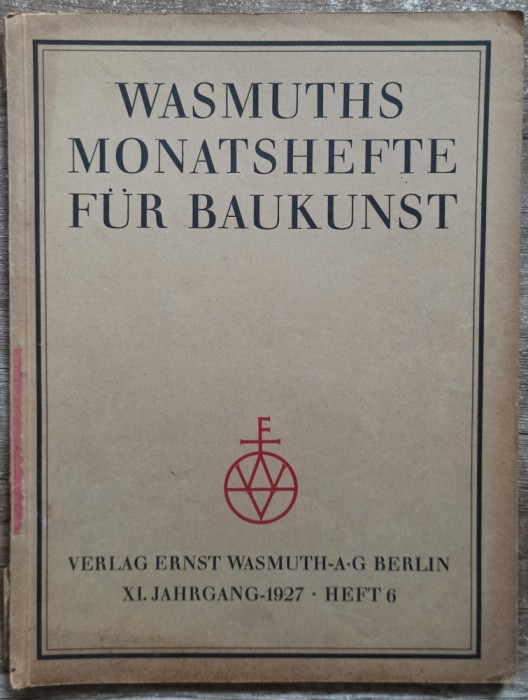 WASMUTHS
MONATSHEFTE
FÜR BAUKUNST
VERLAG ERNST WASMUTH-A·G BERLIN
XI. JAHRGANG-1927 · HEFT 6